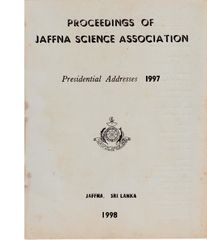 PROCEEDINGS OF
JAFFNA SCIENCE ASSOCIATION
Presidential Addresses 1997
JAFFNA, SRI LANKA
1998